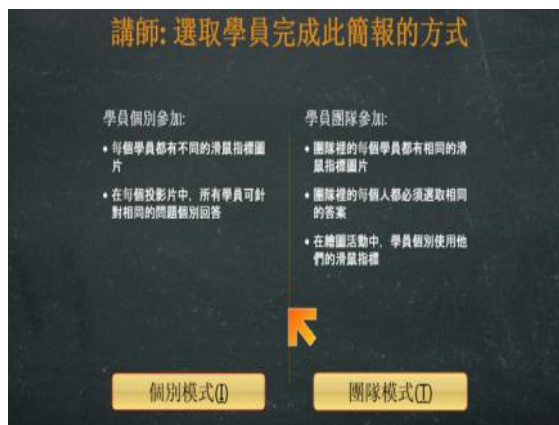 講師: 選取學員完成此簡報的方式
學員個別參加:
• 每個學員都有不同的滑鼠指標圖
片
• 在每個投影片中，所有學員可針
對相同的問題個別回答
學員團隊參加:
• 團隊裡的每個學員都有相同的滑
鼠指標圖片
• 團隊裡的每個人都必須選取相同
的答案
• 在繪圖活動中，學員個別使用他
們的滑鼠指標
個別模式(I)
團隊模式(T)